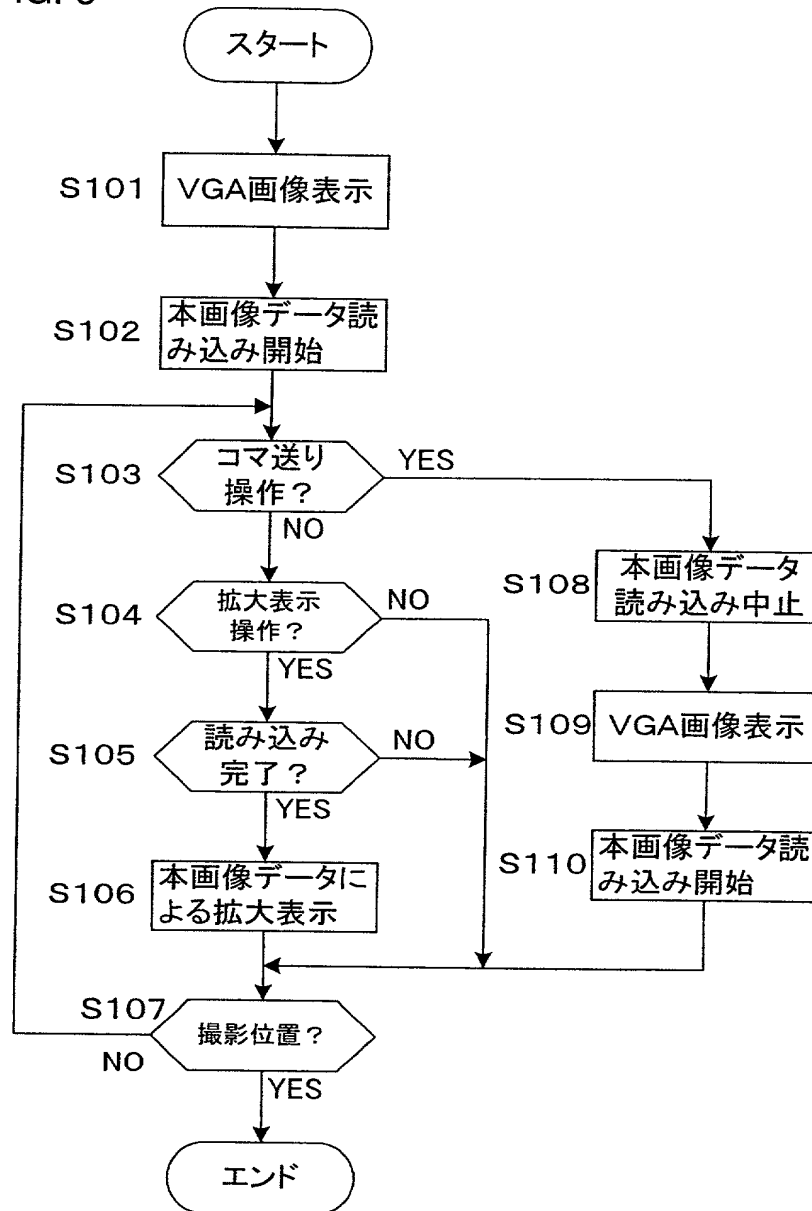 スタート
S101
VGA画像表示
S102
本画像データ読
み込み開始
S103
コマ送り
操作？
YES
NO
S104
拡大表示
操作？
NO
YES
S105
読み込み
完了？
NO
YES
S106
本画像データに
よる拡大表示
S107
撮影位置？
NO
YES
エンド
S108
本画像データ
読み込み中止
S109
VGA画像表示
S110
本画像データ読
み込み開始